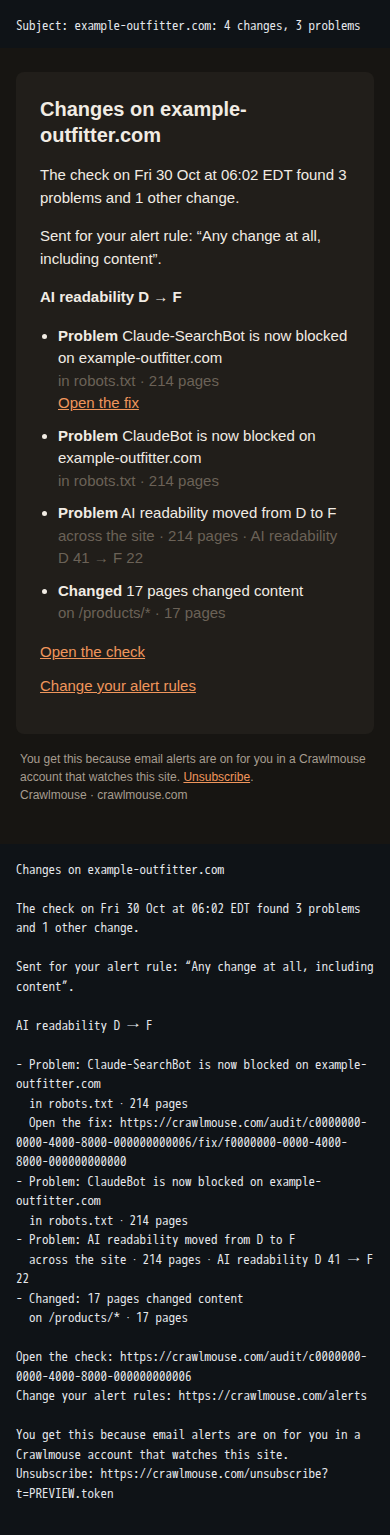 Subject: example-outfitter.com: 4 changes, 3 problems
Changes on example-
outfitter.com
The check on Fri 30 Oct at 06:02 EDT found 3
problems and 1 other change.
Sent for your alert rule: “Any change at all,
including content”.
AI readability D → F
• Problem Claude-SearchBot is now blocked
on example-outfitter.com
in robots.txt · 214 pages
Open the fix
• Problem ClaudeBot is now blocked on
example-outfitter.com
in robots.txt · 214 pages
• Problem AI readability moved from D to F
across the site · 214 pages · AI readability
D 41 → F 22
• Changed 17 pages changed content
on /products/* · 17 pages
Open the check
Change your alert rules
You get this because email alerts are on for you in a Crawlmouse
account that watches this site. Unsubscribe.
Crawlmouse · crawlmouse.com
Changes on example-outfitter.com
The check on Fri 30 Oct at 06:02 EDT found 3 problems
and 1 other change.
Sent for your alert rule: “Any change at all, including
content”.
AI readability D → F
- Problem: Claude-SearchBot is now blocked on example-
outfitter.com
in robots.txt · 214 pages
Open the fix: https://crawlmouse.com/audit/c0000000-
0000-4000-8000-000000000006/fix/f0000000-0000-4000-
8000-000000000000
- Problem: ClaudeBot is now blocked on example-
outfitter.com
in robots.txt · 214 pages
- Problem: AI readability moved from D to F
across the site · 214 pages · AI readability D 41 → F
22
- Changed: 17 pages changed content
on /products/* · 17 pages
Open the check: https://crawlmouse.com/audit/c0000000-
0000-4000-8000-000000000006
Change your alert rules: https://crawlmouse.com/alerts
You get this because email alerts are on for you in a
Crawlmouse account that watches this site.
Unsubscribe: https://crawlmouse.com/unsubscribe?
t=PREVIEW.token